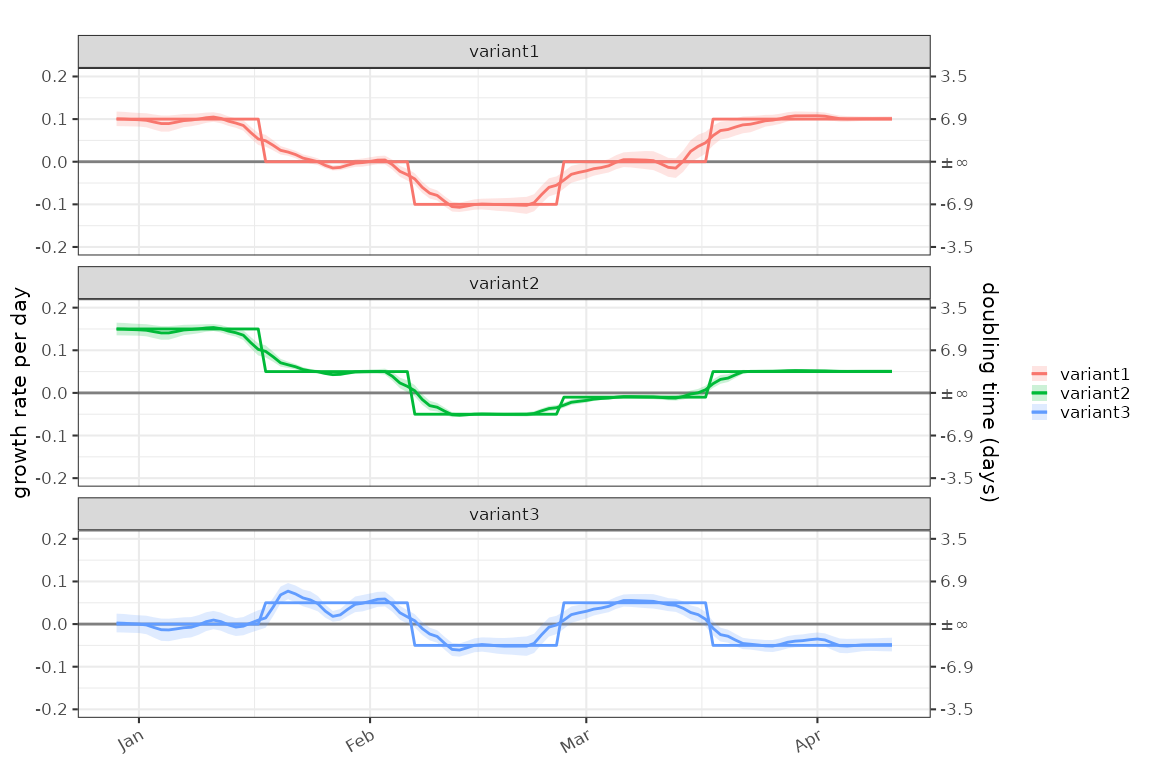 variant1
0.2
0.1
0.0
-0.1
-0.2
3.5
6.9
±∞
-6.9
-3.5
variant2
0.2
0.1
0.0
-0.1
-0.2
3.5
6.9
±∞
-6.9
-3.5
variant3
0.2
0.1
0.0
-0.1
-0.2
3.5
6.9
±∞
-6.9
-3.5
Jan
Feb
Mar
Apr
growth rate per day
doubling time (days)
variant1
variant2
variant3